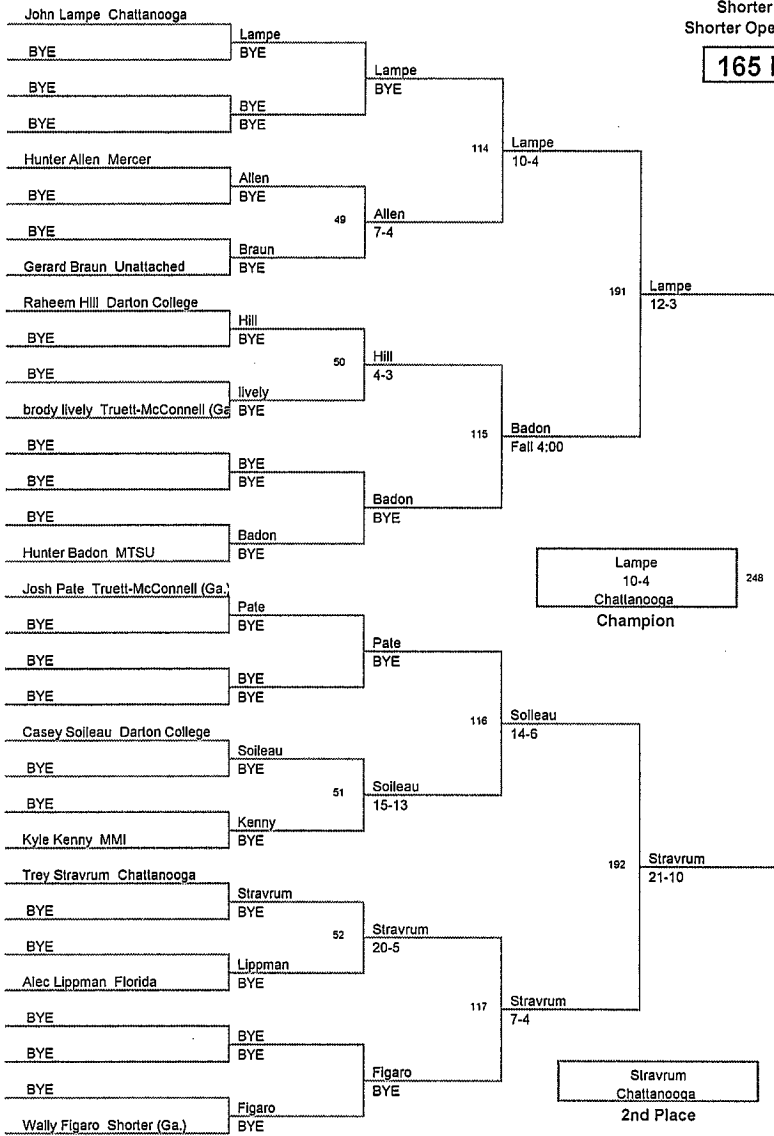 Shorter
Shorter Ope
165
John Lampe Chattanooga
BYE
BYE
BYE
Hunter Allen Mercer
BYE
BYE
Gerard Braun Unattached
Raheem Hill Darton College
BYE
BYE
brody lively Truett-McConnell (Ga
BYE
BYE
BYE
Hunter Badon MTSU
Josh Pate Truett-McConnell (Ga.)
BYE
BYE
BYE
Casey Soileau Darton College
BYE
BYE
Kyle Kenny MMI
Trey Stravrum Chattanooga
BYE
BYE
Alec Lippman Florida
BYE
BYE
BYE
Wally Figaro Shorter (Ga.)
Lampe
BYE
BYE
BYE
Allen
BYE
Braun
BYE
Hill
BYE
lively
BYE
BYE
BYE
Badon
BYE
Pate
BYE
BYE
BYE
Soileau
BYE
Kenny
BYE
Stravrum
BYE
Lippman
BYE
BYE
BYE
Figaro
BYE
Lampe
BYE
49
Allen
7-4
50
Hill
4-3
Badon
BYE
Pate
BYE
51
Soileau
15-13
52
Stravrum
20-5
Figaro
BYE
114
Lampe
10-4
115
Badon
Fall 4:00
116
Soileau
14-6
117
Stravrum
7-4
191
Lampe
12-3
192
Stravrum
21-10
Lampe
10-4
Chattanooga
248
Champion
Stravrum
Chattanooga
2nd Place